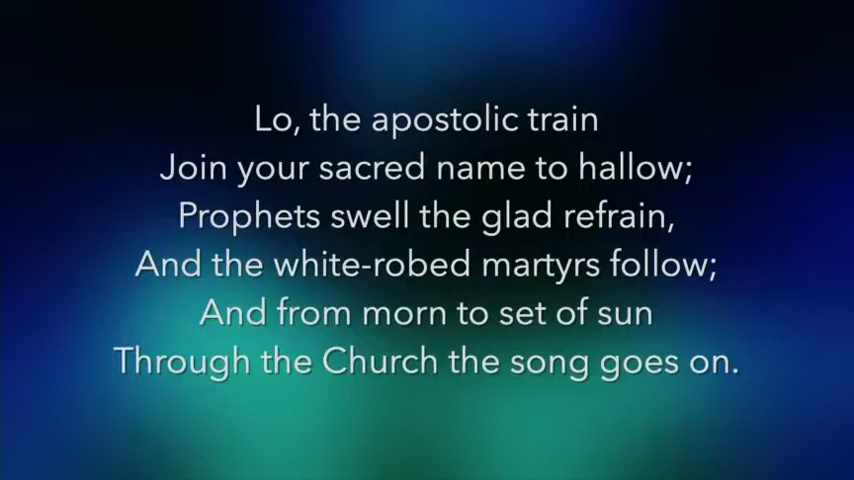 Lo, the apostolic train
Join your sacred name to hallow;
Prophets swell the glad refrain,
And the white-robed martyrs follow;
And from morn to set of sun
Through the Church the song goes on.